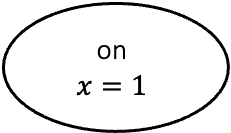 on
x = 1